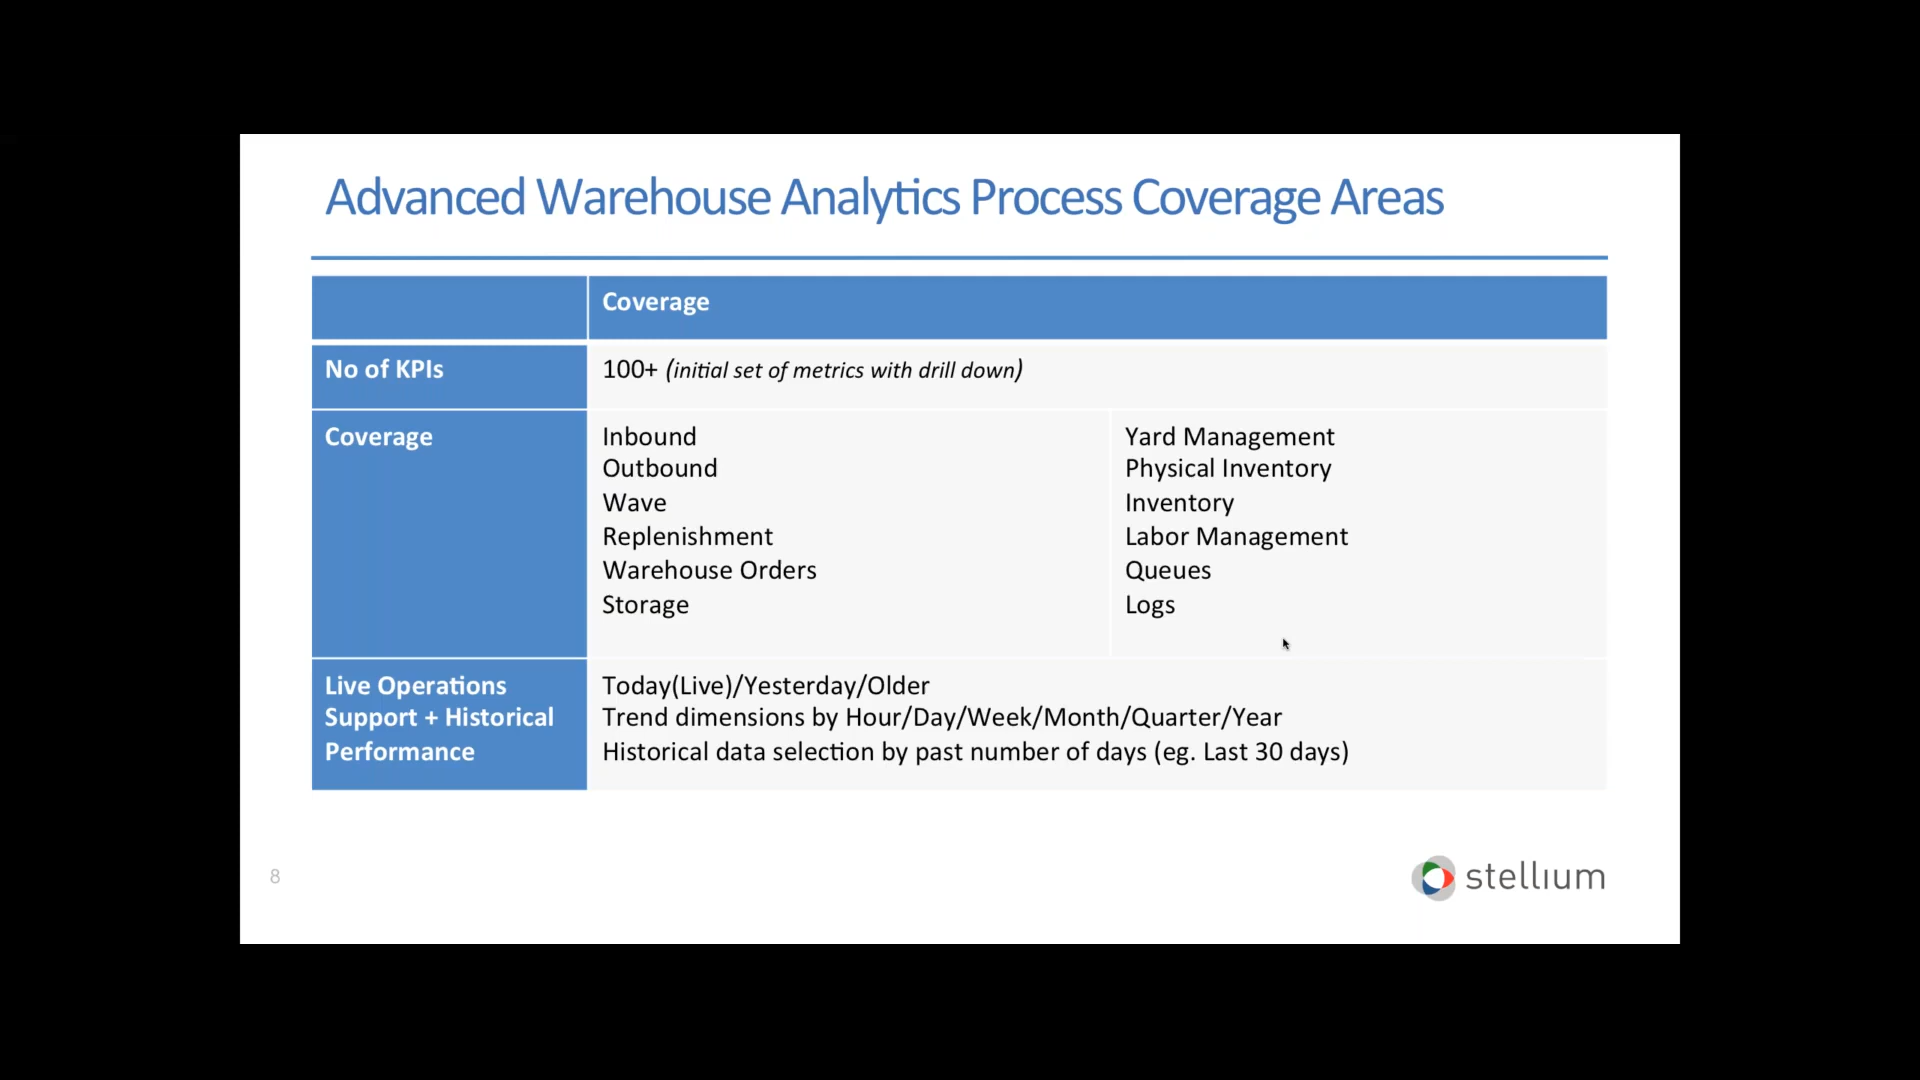 Advanced Warehouse Analytics Process Coverage Areas
Coverage
No of KPIs
100+ (initial set of metrics with drill down)
Coverage
Inbound
Outbound
Wave
Replenishment
Warehouse Orders
Storage
Yard Management
Physical Inventory
Inventory
Labor Management
Queues
Logs
Live Operations
Support + Historical
Performance
Today(Live)/Yesterday/Older
Trend dimensions by Hour/Day/Week/Month/Quarter/Year
Historical data selection by past number of days (eg. Last 30 days)
8
stellium